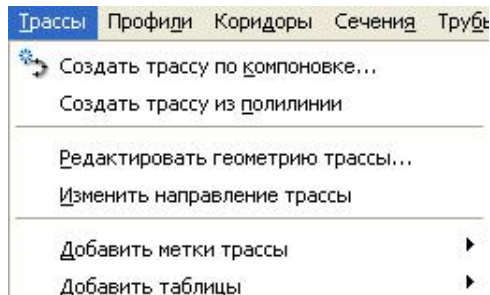 Трассы Профили Коридоры Сечения
Создать трассу по компоновке...
Создать трассу из полилинии
Редактировать геометрию трассы...
Изменить направление трассы
Добавить метки трассы
Добавить таблицы